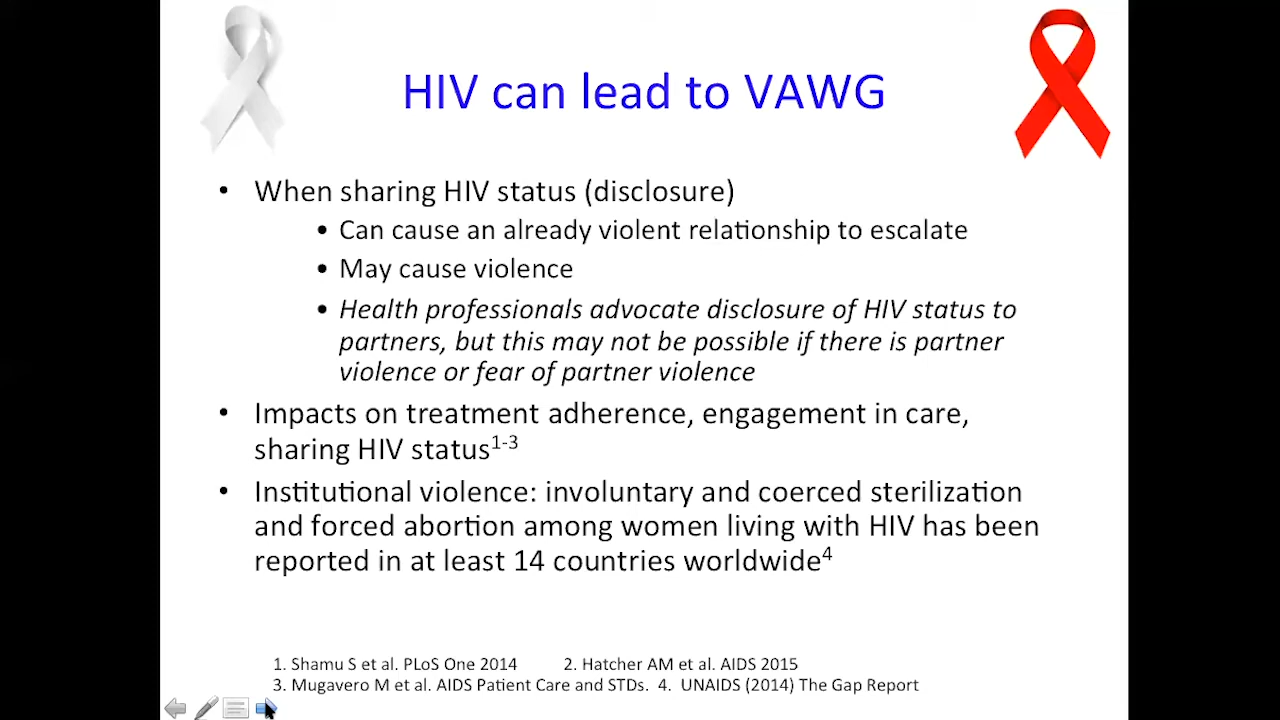 HIV can lead to VAWG
• When sharing HIV status (disclosure)
• Can cause an already violent relationship to escalate
• May cause violence
• Health professionals advocate disclosure of HIV status to
partners, but this may not be possible if there is partner
violence or fear of partner violence
• Impacts on treatment adherence, engagement in care,
sharing HIV status1-3
• Institutional violence: involuntary and coerced sterilization
and forced abortion among women living with HIV has been
reported in at least 14 countries worldwide4
1. Shamu S et al. PLoS One 2014 2. Hatcher AM et al. AIDS 2015
3. Mugavero M et al. AIDS Patient Care and STDs. 4. UNAIDS (2014) The Gap Report